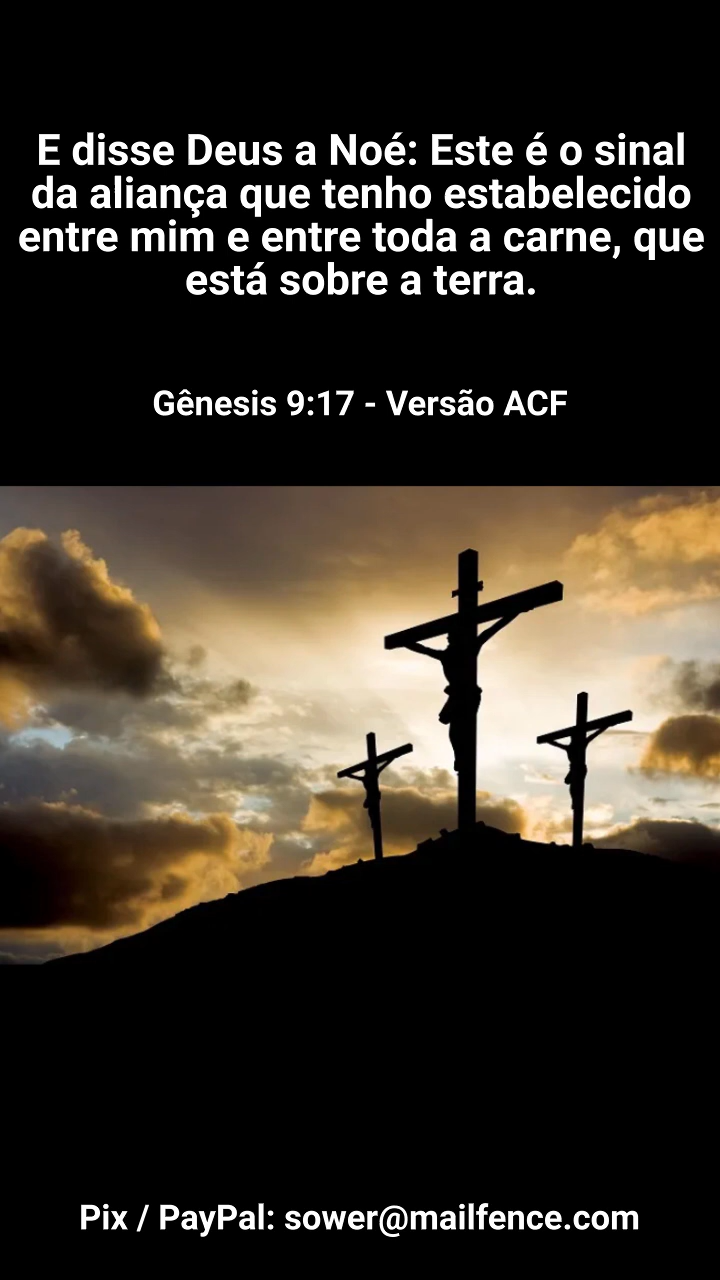 E disse Deus a Noé: Este é o sinal
da aliança que tenho estabelecido
entre mim e entre toda a carne, que
está sobre a terra.
Gênesis 9:17 - Versão ACF
Pix / PayPal: sower@mailfence.com